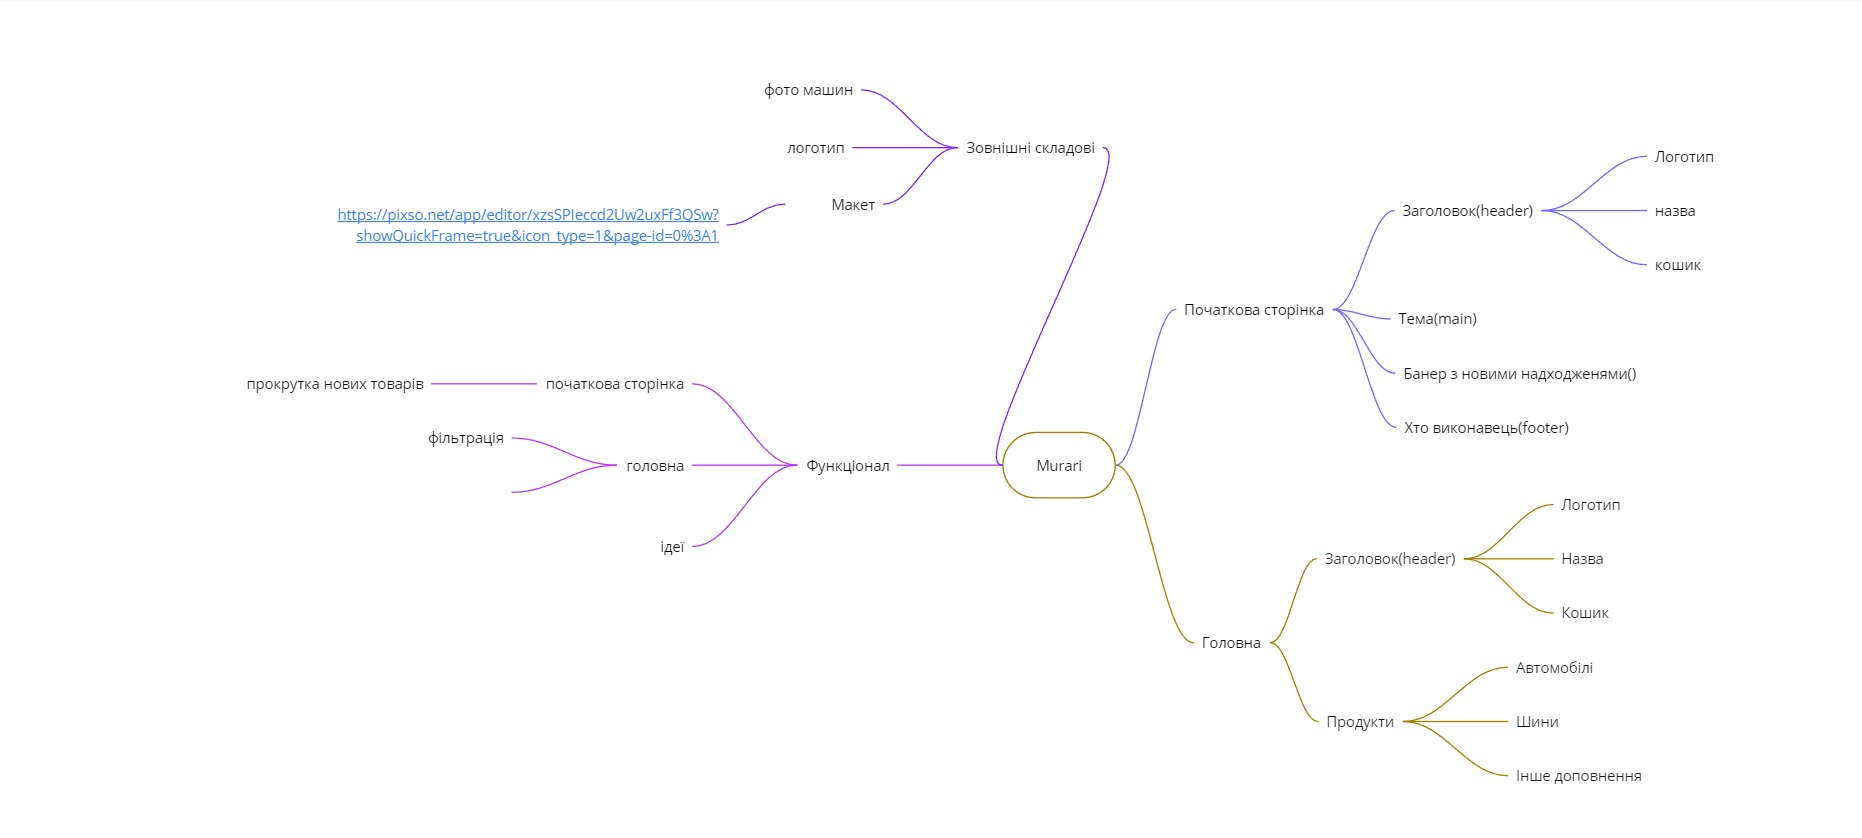 фото машин
логотип
Макет
https://pixso.net/app/editor/xzsSPIeccd2Uw2uxFf3QSw?
showQuickFrame=true&icon_type=1&page-id=0%3A1
Зовнішні складові
прокрутка нових товарів
початкова сторінка
фільтрація
головна
ідеї
Функціонал
Murari
Початкова сторінка
Заголовок(header)
Логотип
назва
кошик
Тема(main)
Банер з новими надходженями()
Хто виконавець(footer)
Головна
Заголовок(header)
Логотип
Назва
Кошик
Продукти
Автомобілі
Шини
Інше доповнення